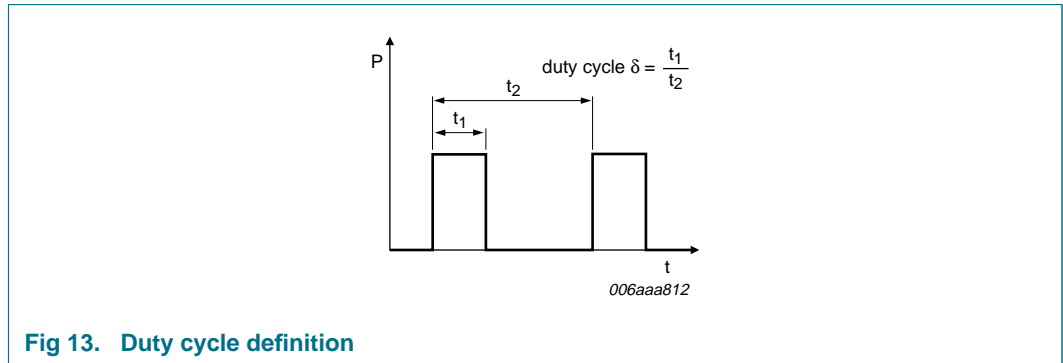 P
duty cycle δ = t1/t2
t2
t1
t
006aaa812
Fig 13. Duty cycle definition